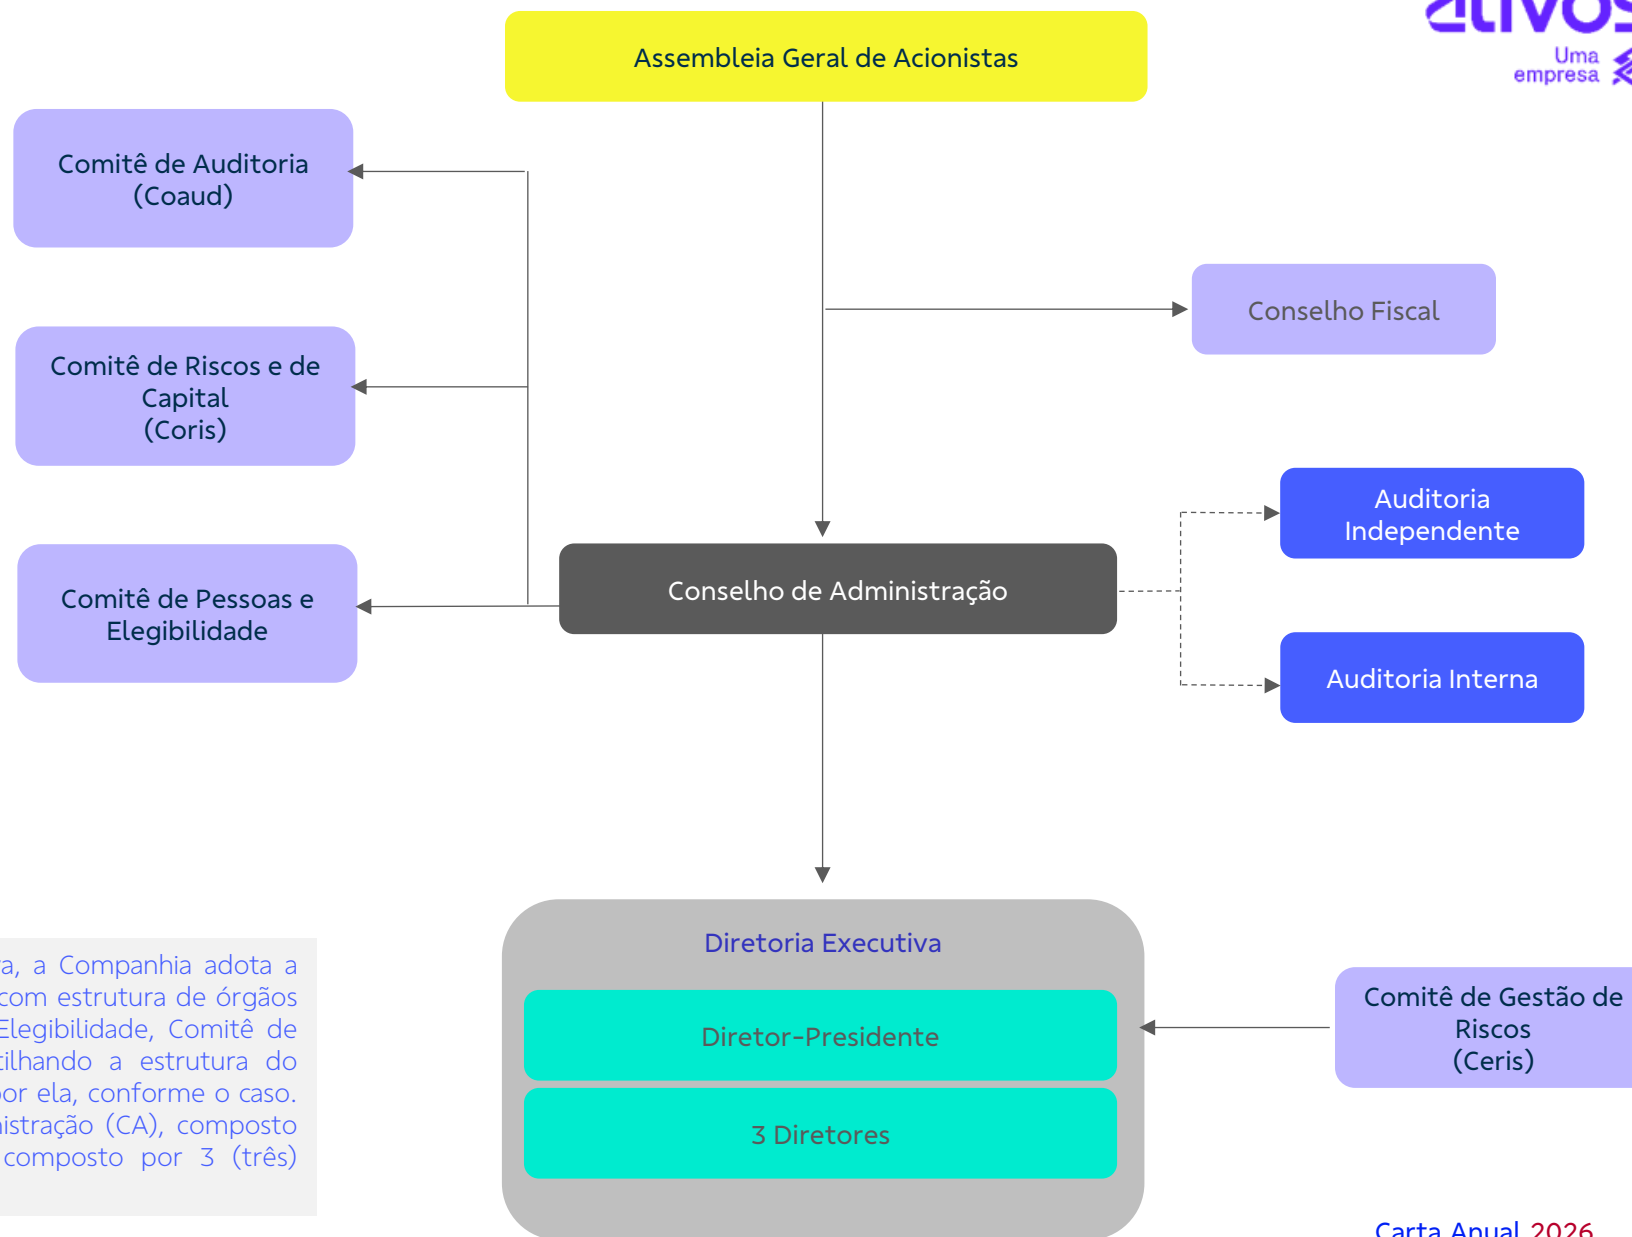 ativos
Uma
empresa
Assembleia Geral de Acionistas
Comitê de Auditoria
(Coaud)
Conselho Fiscal
Comitê de Riscos e de
Capital
(Coris)
Auditoria
Independente
Conselho de Administração
Comitê de Pessoas e
Elegibilidade
Auditoria Interna
Diretoria Executiva
Diretor-Presidente
3 Diretores
Comitê de Gestão de
Riscos
(Ceris)
a, a Companhia adota a
com estrutura de órgãos
Elegibilidade, Comitê de
tilhando a estrutura do
por ela, conforme o caso.
istração (CA), composto
composto por 3 (três)
Carta Anual 2026